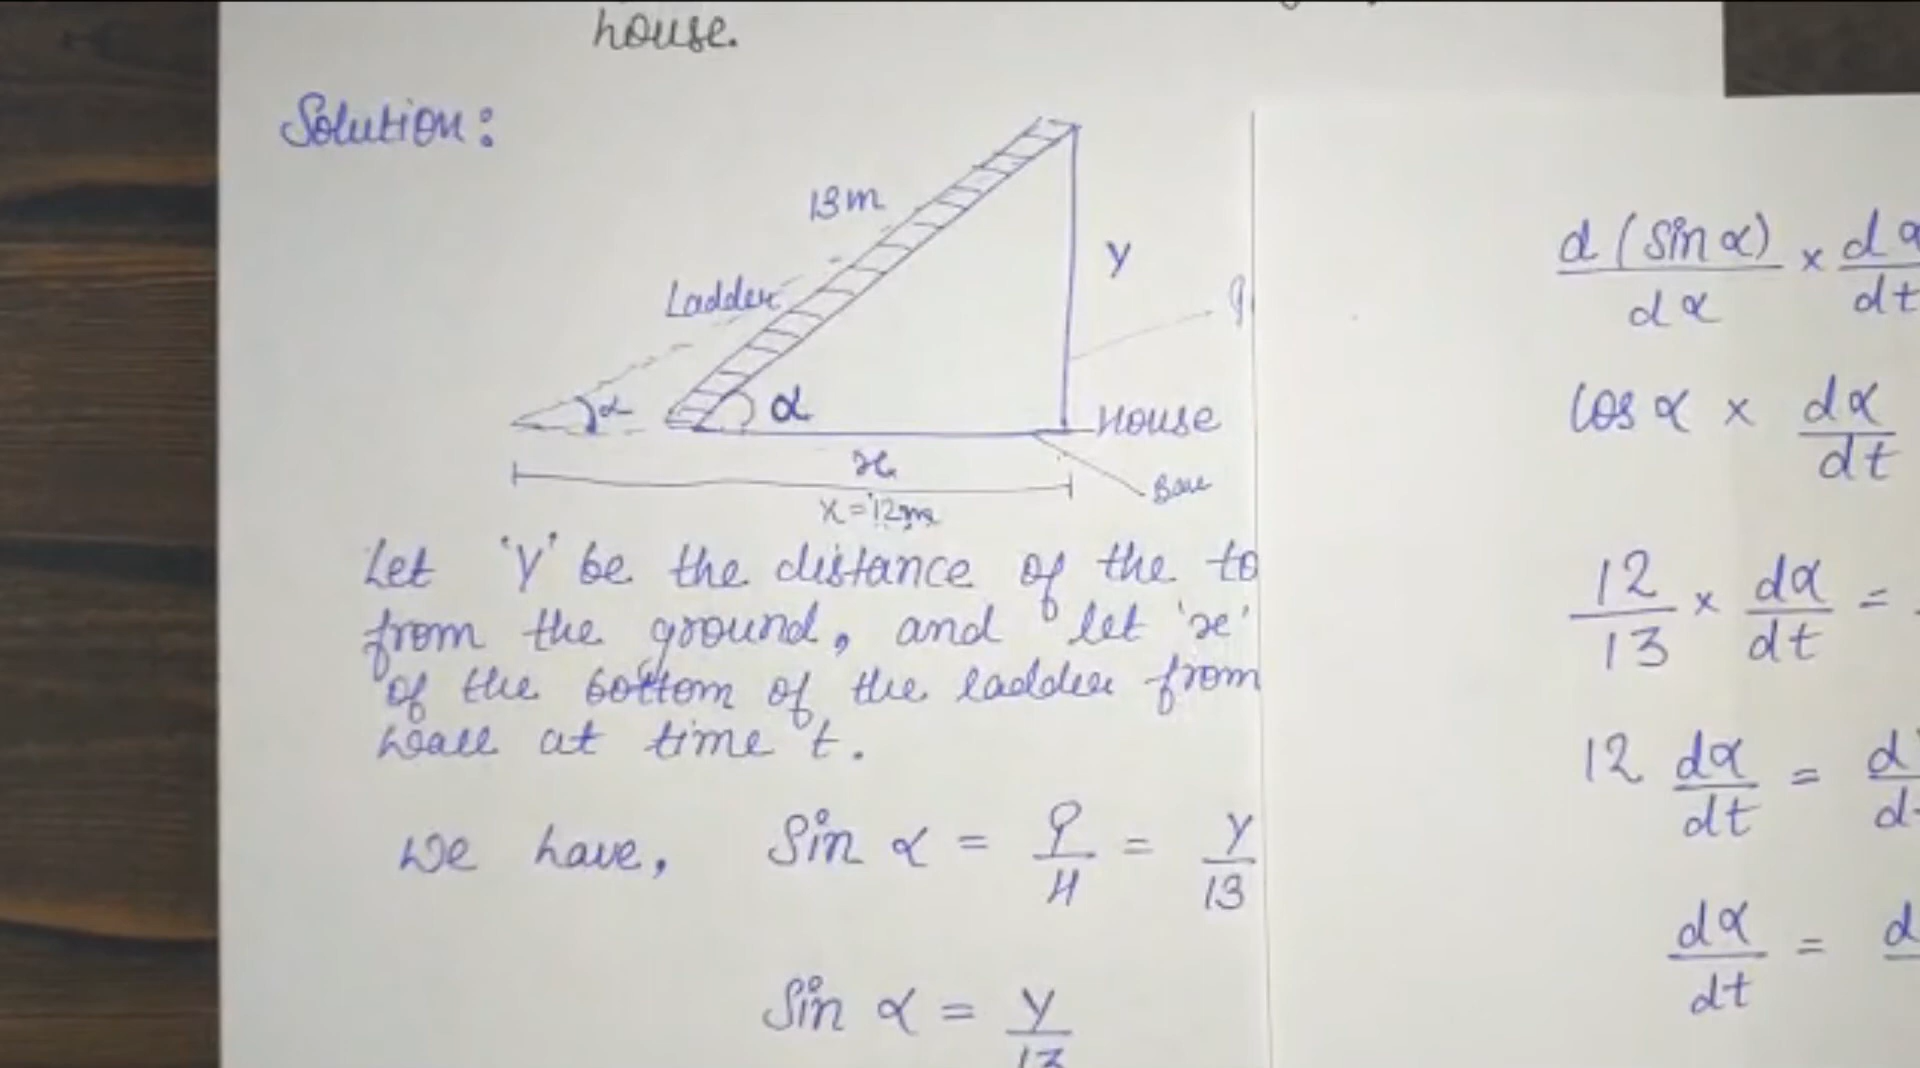 house.
Solution:
13m
Ladder
y
α
α
House
x
x = 12m
Base
Let 'y' be the distance of the to
from the ground, and let 'x'
of the bottom of the ladder from
wall at time t.
We have, Sin α = P/H = y/13
Sin α = y/13
d(Sin α)/dα × dα/dt
Cos α × dα/dt
12/13 × dα/dt =
12 dα/dt = d
dα/dt = d